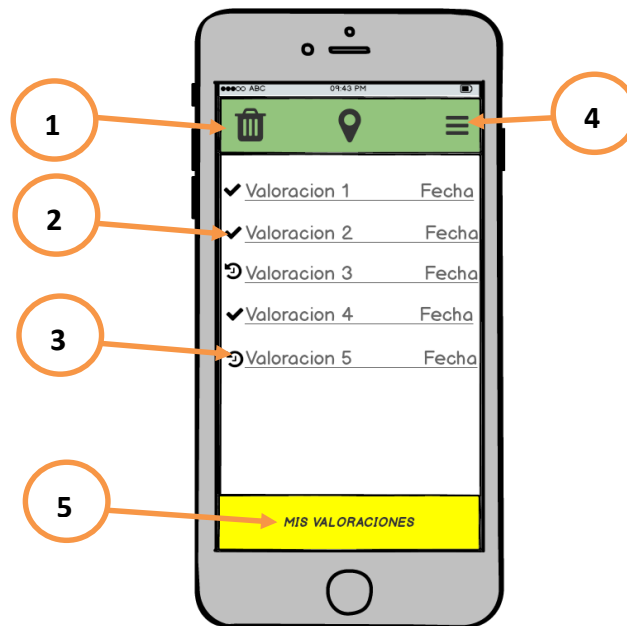 ABC 09:43 PM
1
4
Valoracion 1 Fecha
2
Valoracion 2 Fecha
Valoracion 3 Fecha
Valoracion 4 Fecha
3
Valoracion 5 Fecha
5
MIS VALORACIONES